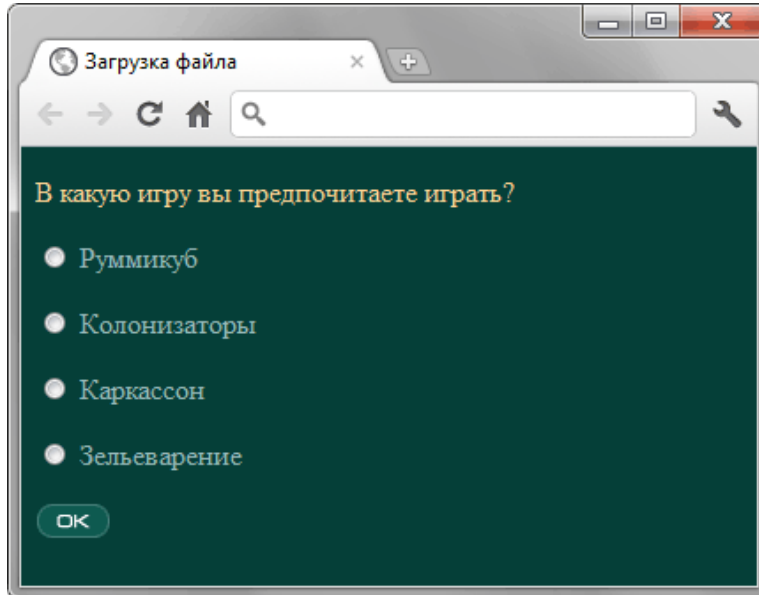 Загрузка файла
В какую игру вы предпочитаете играть?
Руммикуб
Колонизаторы
Каркассон
Зельеварение
OK